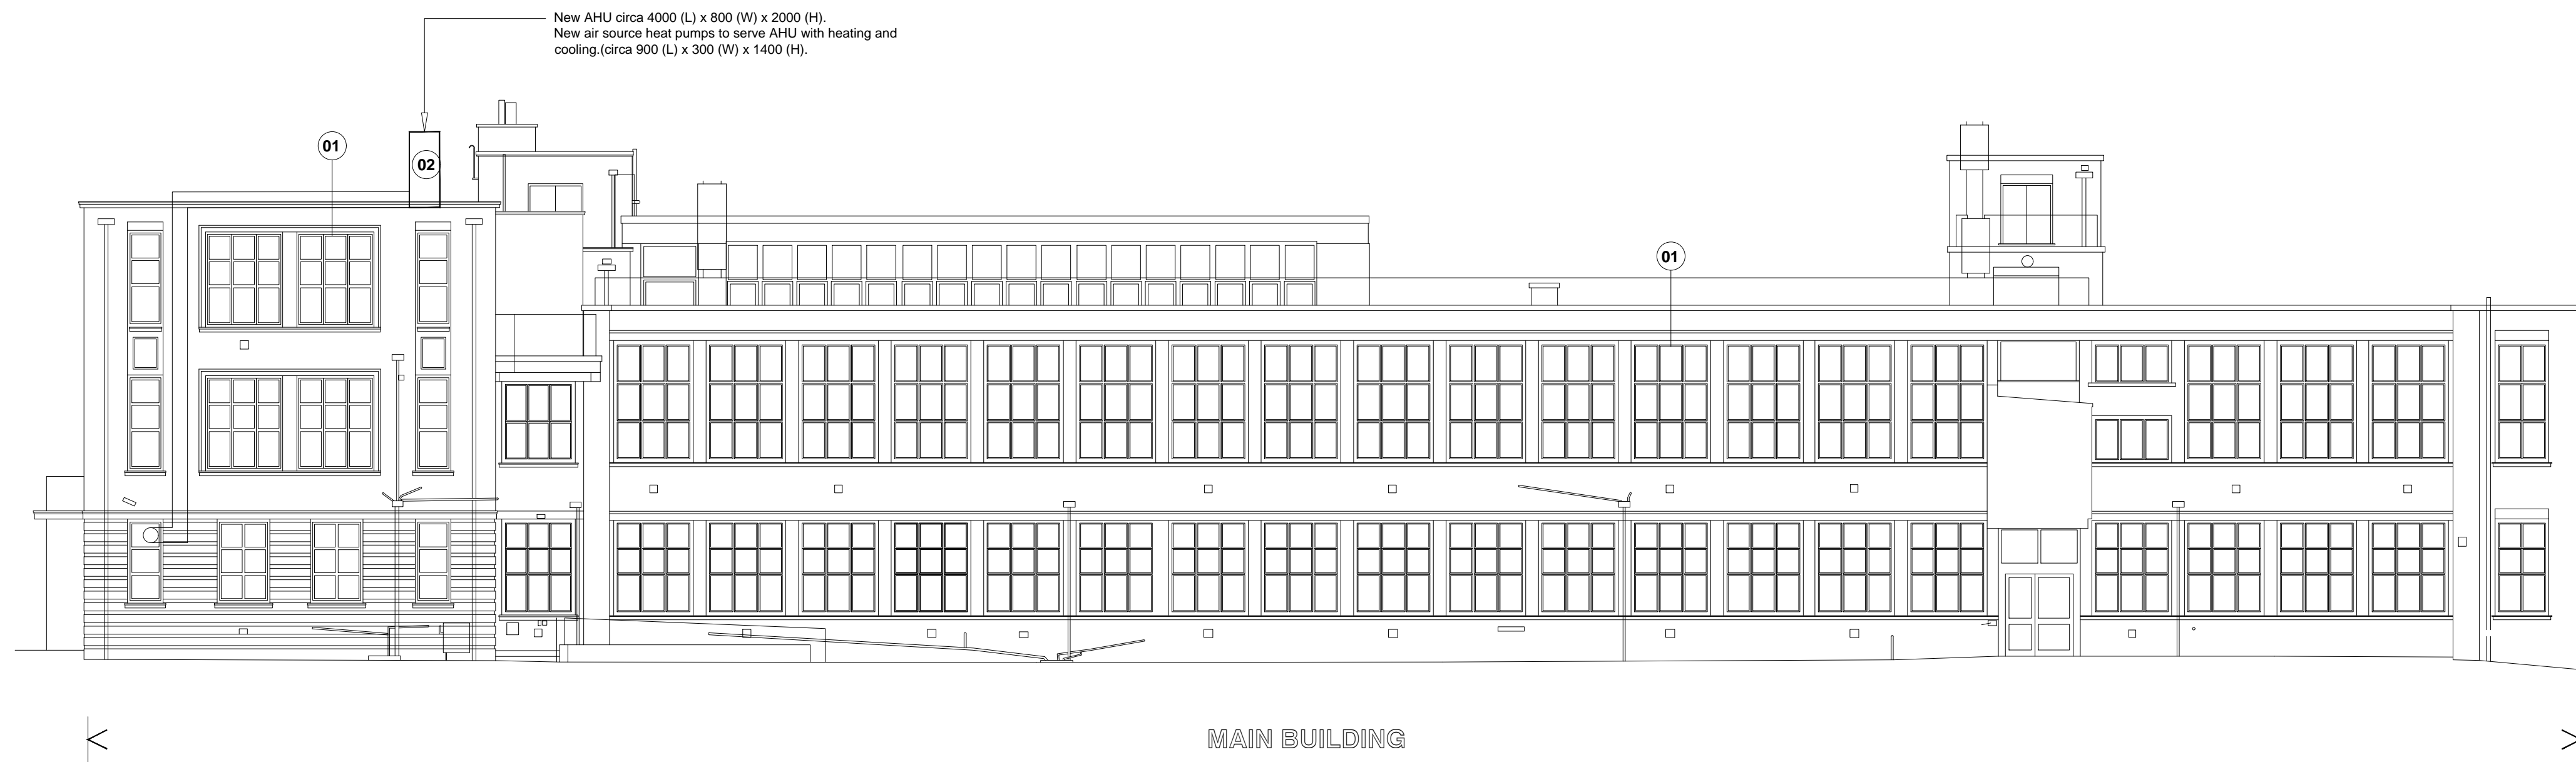 New AHU circa 4000 (L) x 800 (W) x 2000 (H).
New air source heat pumps to serve AHU with heating and
cooling.(circa 900 (L) x 300 (W) x 1400 (H).
01
02
01
MAIN BUILDING